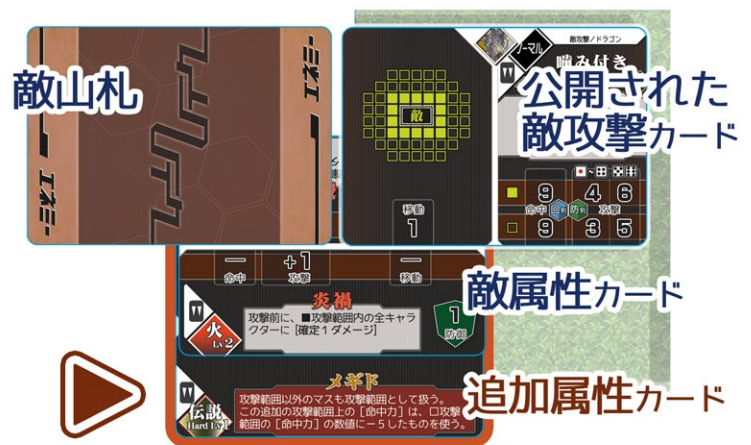 敵攻撃/ドラゴン
ノーマル
W
噛み付き
敵山札
エネミー
エネミー
敵
公開された
敵攻撃カード
移動
1
9 4 6
命中 回避 防御 攻撃
9 3 5
ー +1 ー
命中 攻撃 移動
敵属性カード
W
炎禍
火
Lv2
攻撃前に、■攻撃範囲内の全キャラ
クターに[確定1ダメージ]
1
防御
追加属性カード
W
メギド
伝説
Hard Lv1
攻撃範囲以外のマスも攻撃範囲として扱う。
この追加の攻撃範囲上の[命中力]は、□攻撃
範囲の[命中力]の数値に−5したものを使う。